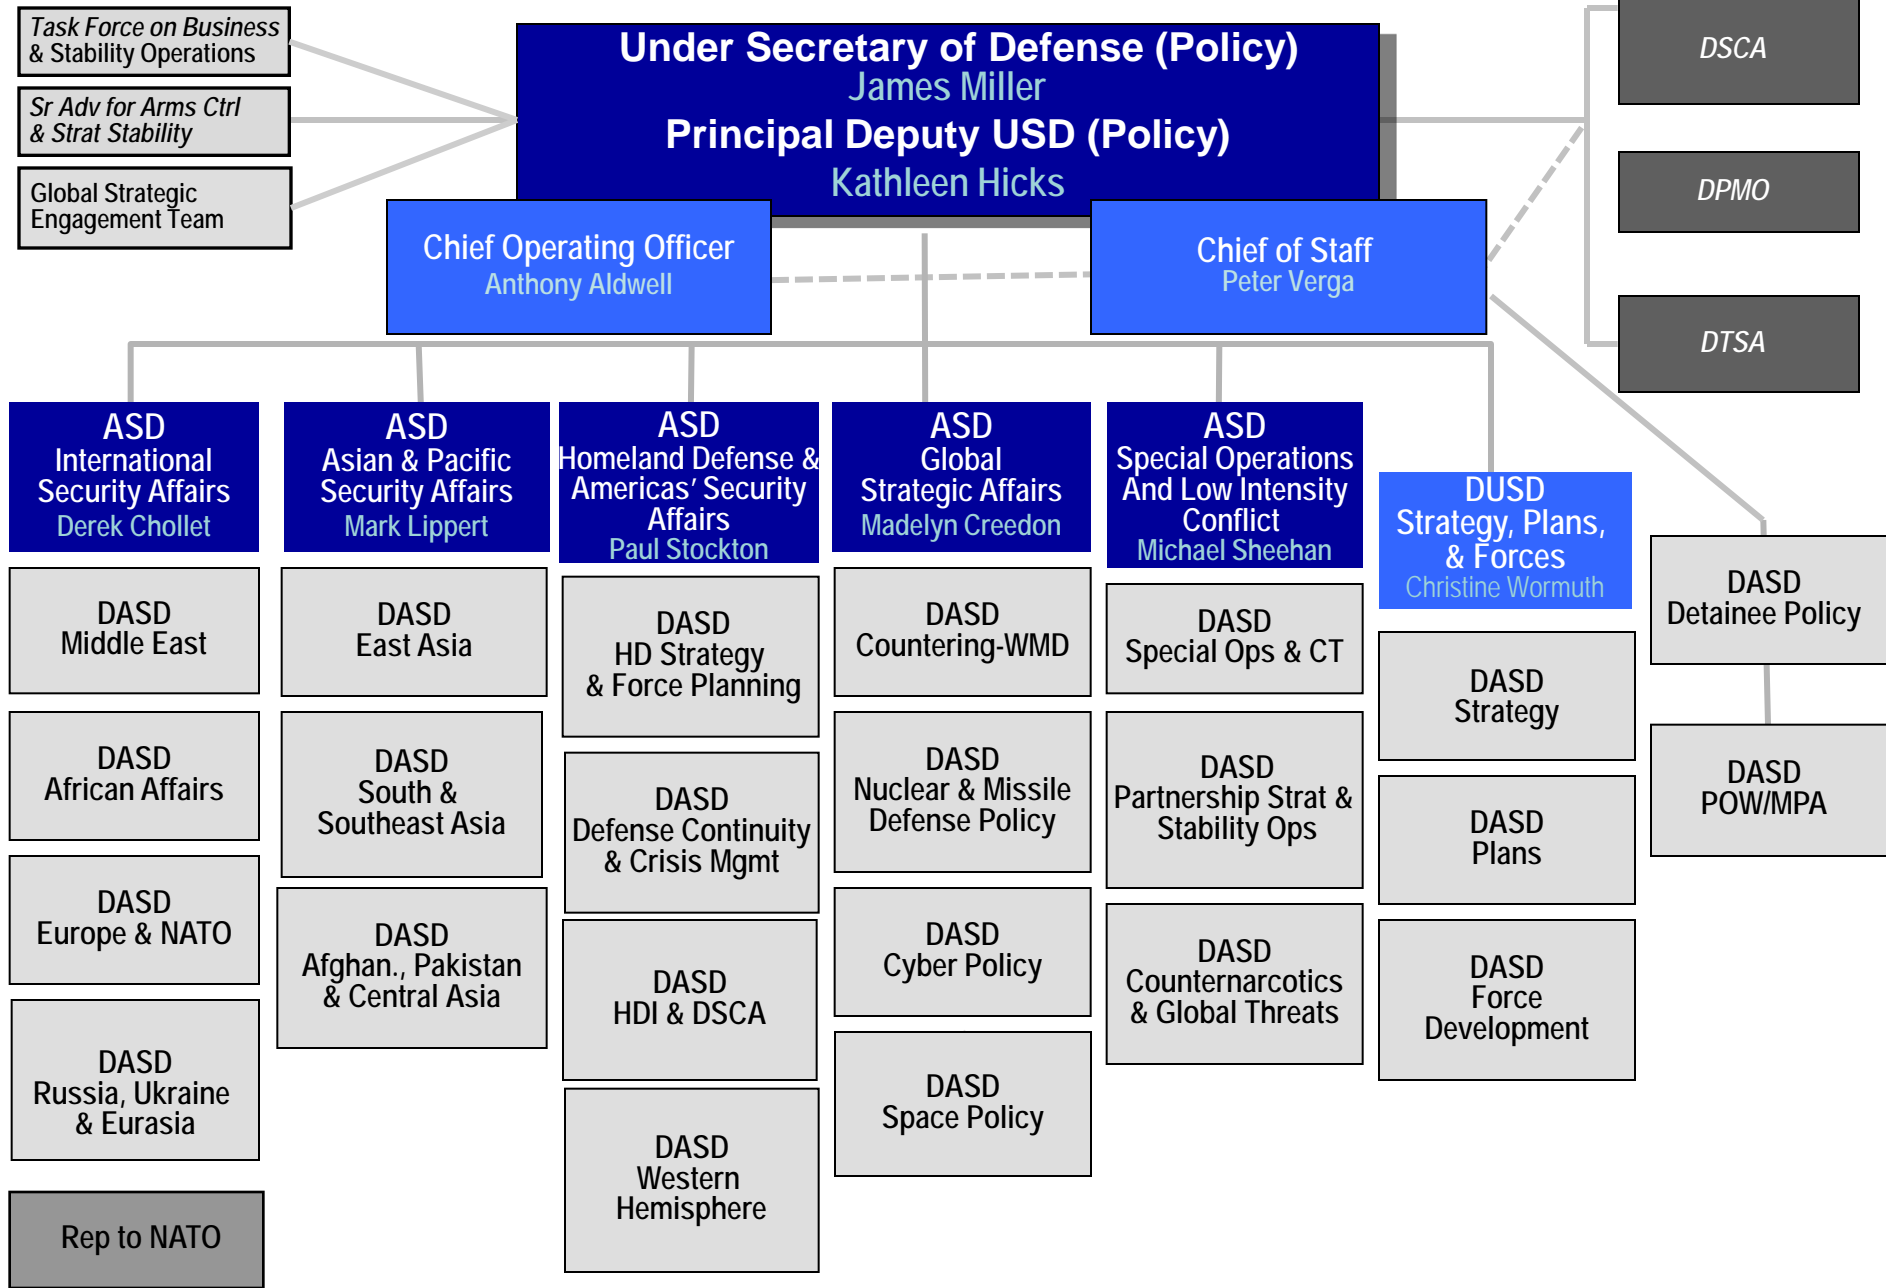 Task Force on Business
& Stability Operations
Sr Adv for Arms Ctrl
& Strat Stability
Global Strategic
Engagement Team
Under Secretary of Defense (Policy)
James Miller
Principal Deputy USD (Policy)
Kathleen Hicks
Chief Operating Officer
Anthony Aldwell
Chief of Staff
Peter Verga
DSCA
DPMO
DTSA
ASD
International
Security Affairs
Derek Chollet
DASD
Middle East
DASD
African Affairs
DASD
Europe & NATO
DASD
Russia, Ukraine
& Eurasia
Rep to NATO
ASD
Asian & Pacific
Security Affairs
Mark Lippert
DASD
East Asia
DASD
South &
Southeast Asia
DASD
Afghan., Pakistan
& Central Asia
ASD
Homeland Defense &
Americas' Security
Affairs
Paul Stockton
DASD
HD Strategy
& Force Planning
DASD
Defense Continuity
& Crisis Mgmt
DASD
HDI & DSCA
DASD
Western
Hemisphere
ASD
Global
Strategic Affairs
Madelyn Creedon
DASD
Countering-WMD
DASD
Nuclear & Missile
Defense Policy
DASD
Cyber Policy
DASD
Space Policy
ASD
Special Operations
And Low Intensity
Conflict
Michael Sheehan
DASD
Special Ops & CT
DASD
Partnership Strat &
Stability Ops
DASD
Counternarcotics
& Global Threats
DUSD
Strategy, Plans,
& Forces
Christine Wormuth
DASD
Strategy
DASD
Plans
DASD
Force
Development
DASD
Detainee Policy
DASD
POW/MPA